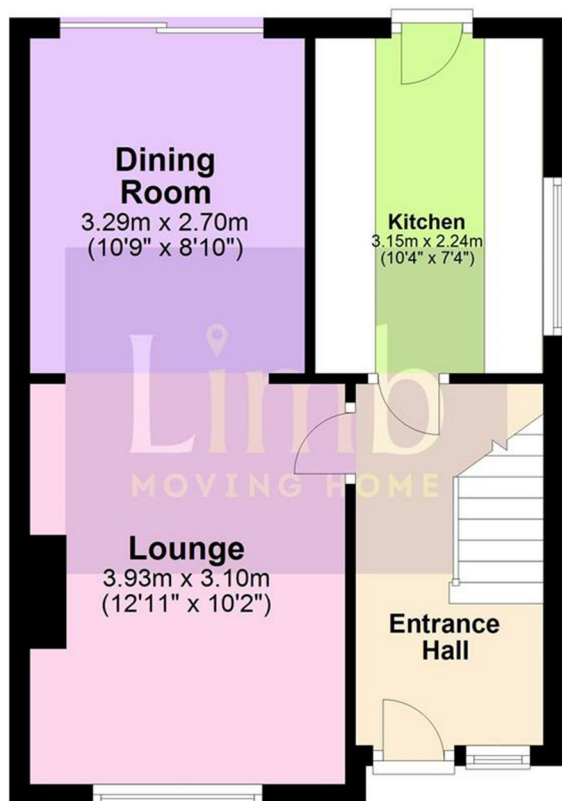 Dining
Room
3.29m x 2.70m
(10'9" x 8'10")
Kitchen
3.15m x 2.24m
(10'4" x 7'4")
Limb
MOVING HOME
Lounge
3.93m x 3.10m
(12'11" x 10'2")
Entrance
Hall